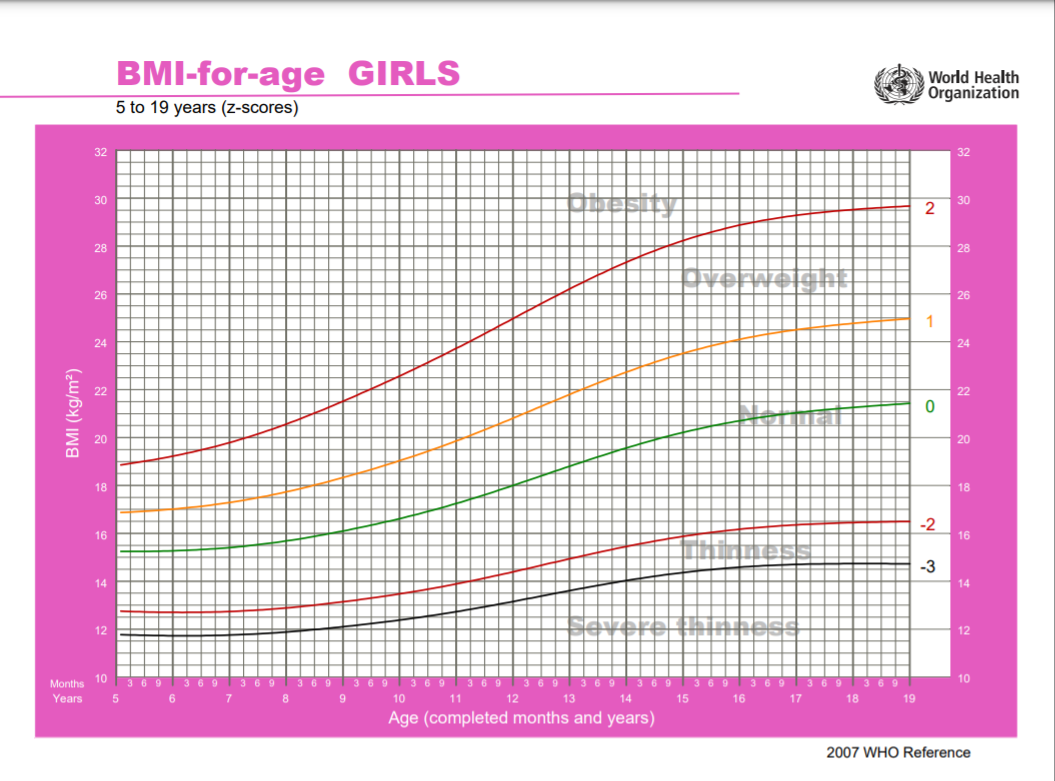 BMI-for-age GIRLS
5 to 19 years (z-scores)
World Health
Organization
32 32
30 Obesity 2 30
28 28
Overweight
26 26
1
24 24
22 22
Normal 0
BMI (kg/m²)
20 20
18 18
-2
16 16
Thinness
-3
14 14
12 Severe thinness 12
10 10
Months 3 6 9 3 6 9 3 6 9 3 6 9 3 6 9 3 6 9 3 6 9 3 6 9 3 6 9 3 6 9 3 6 9 3 6 9 3 6 9 3 6 9
Years 5 6 7 8 9 10 11 12 13 14 15 16 17 18 19
Age (completed months and years)
2007 WHO Reference